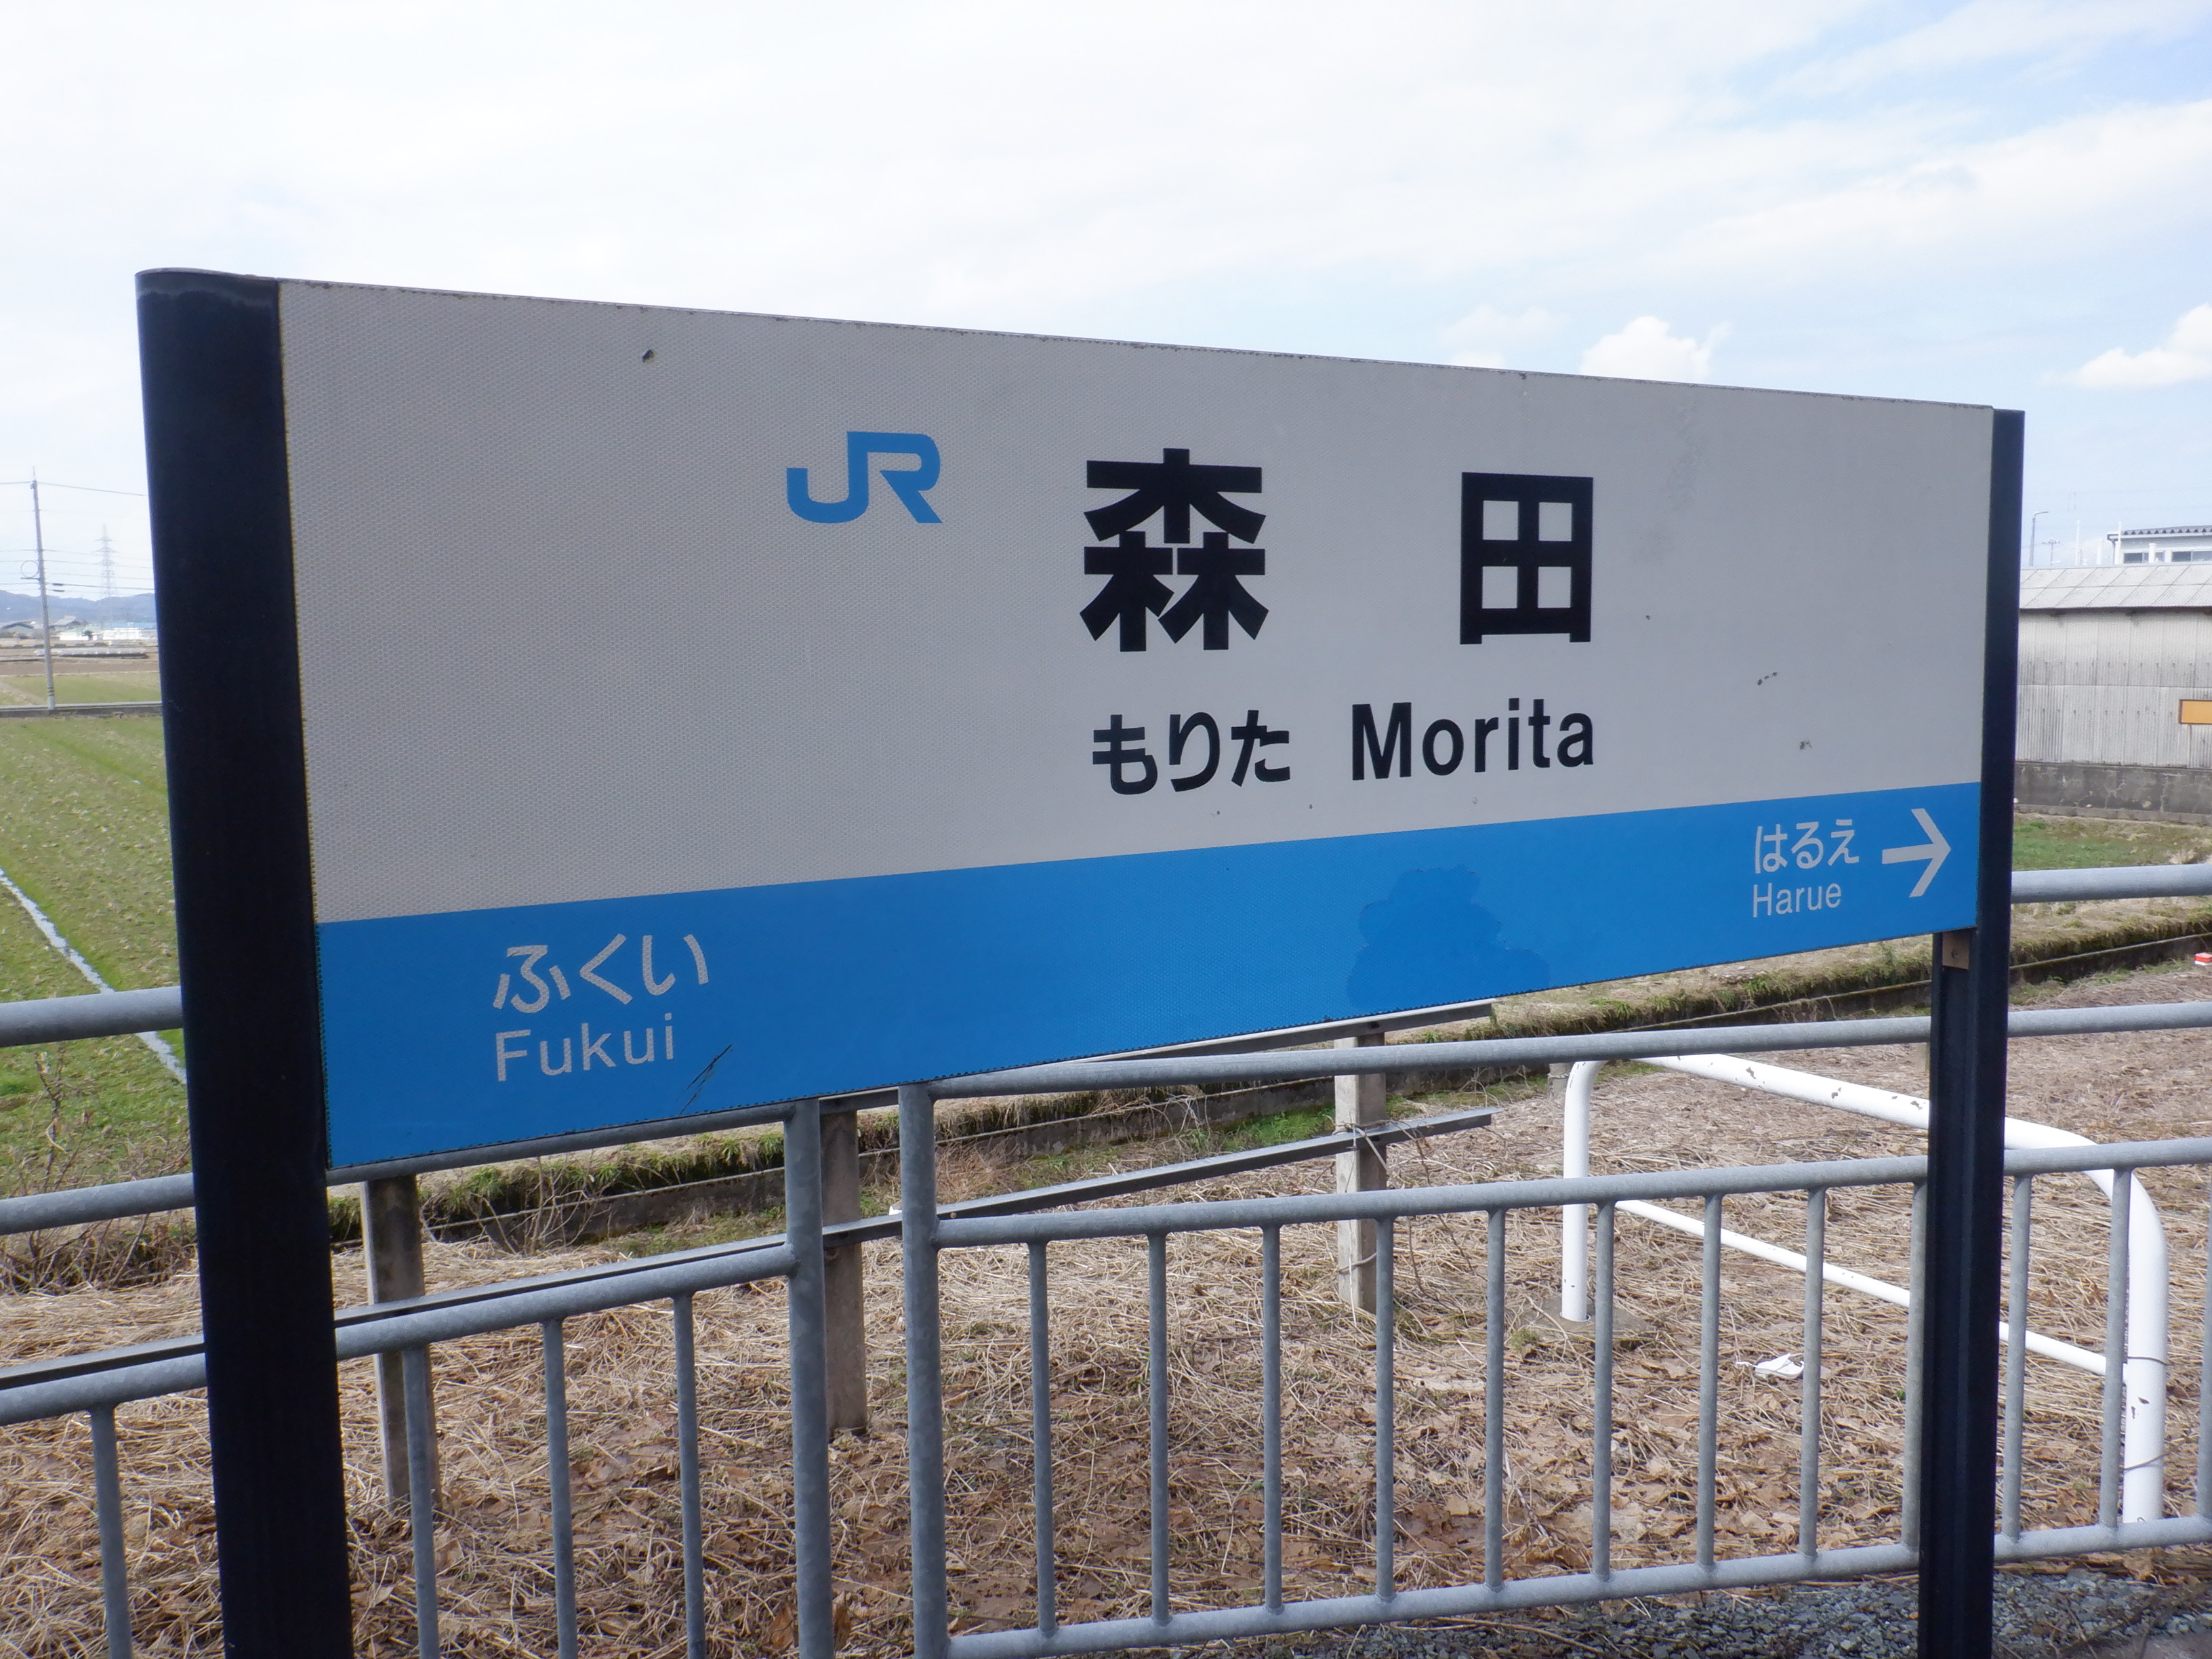 JR 森田
もりた Morita
ふくい
Fukui
はるえ →
Harue